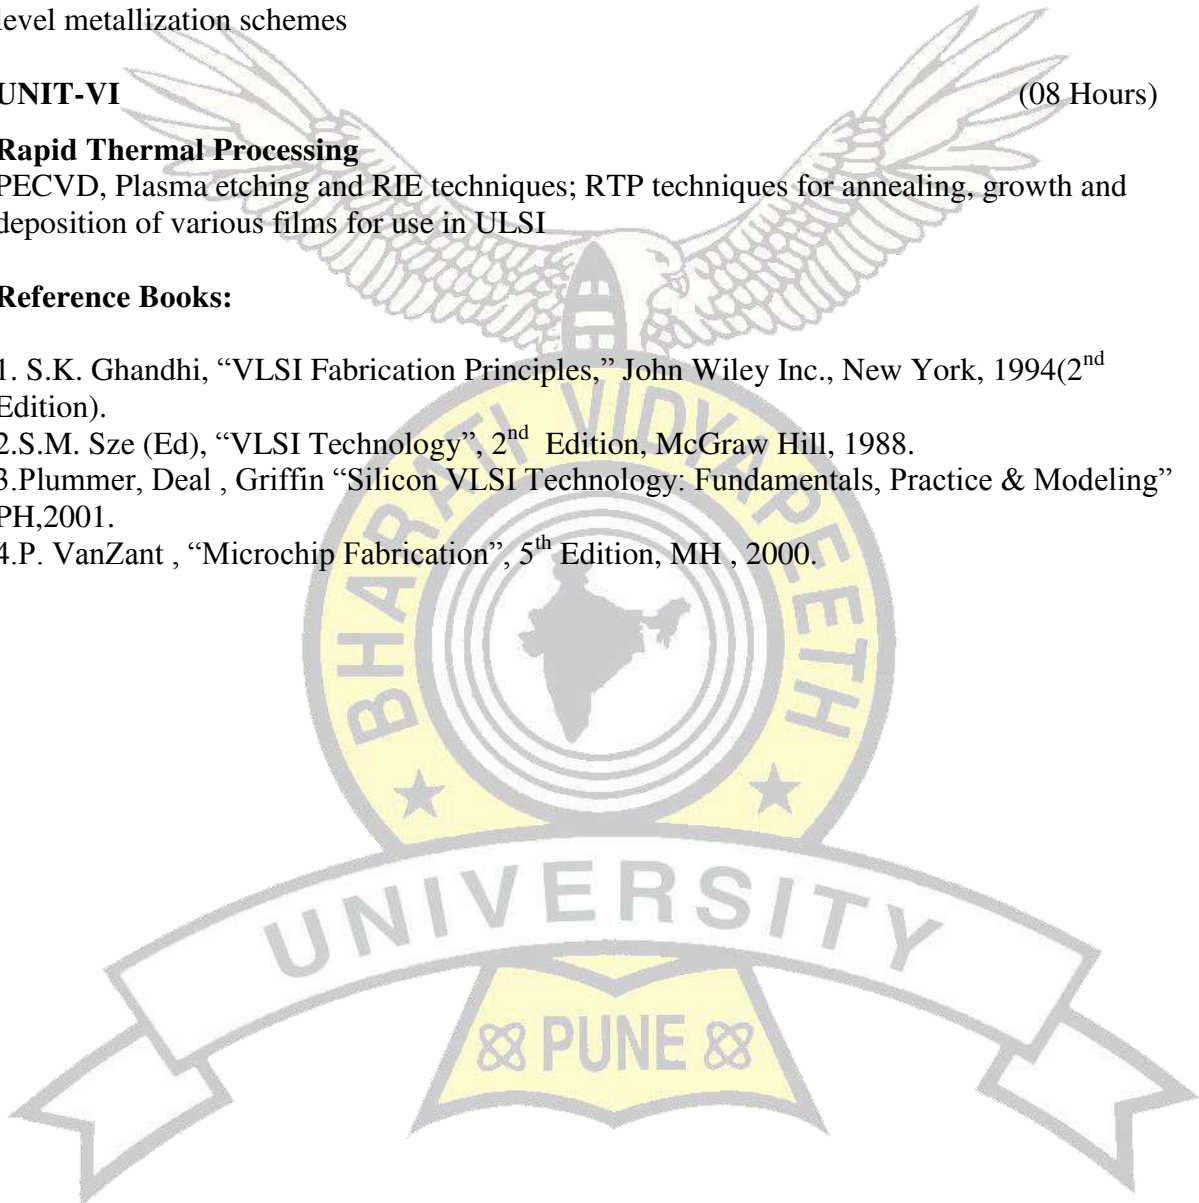 level metallization schemes
UNIT-VI (08 Hours)
Rapid Thermal Processing
PECVD, Plasma etching and RIE techniques; RTP techniques for annealing, growth and
deposition of various films for use in ULSI
Reference Books:
1. S.K. Ghandhi, “VLSI Fabrication Principles,” John Wiley Inc., New York, 1994(2nd
Edition).
2.S.M. Sze (Ed), “VLSI Technology”, 2nd Edition, McGraw Hill, 1988.
3.Plummer, Deal , Griffin “Silicon VLSI Technology: Fundamentals, Practice & Modeling”
PH,2001.
4.P. VanZant , “Microchip Fabrication”, 5th Edition, MH , 2000.
BHARATI VIDYAPEETH
UNIVERSITY
PUNE